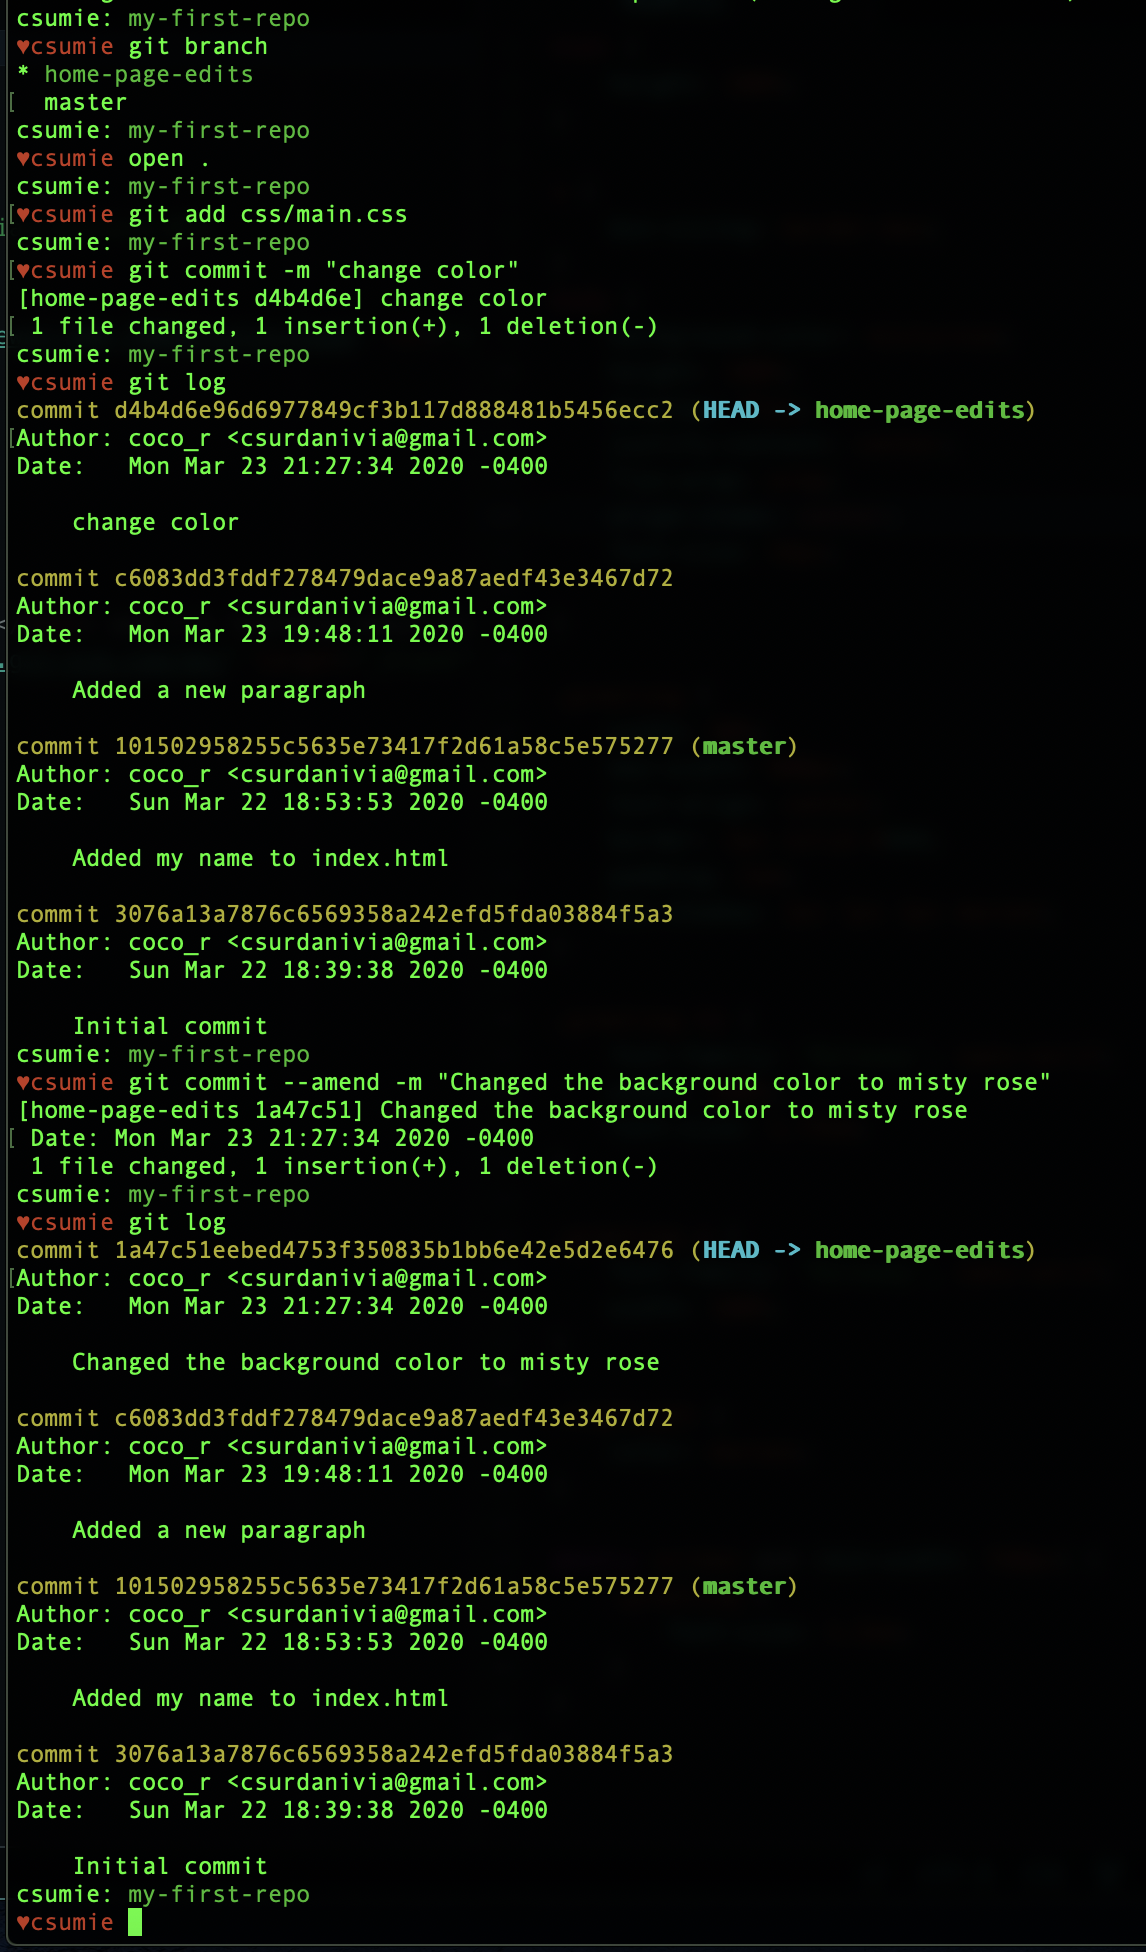 csumie: my-first-repo
♥csumie git branch
* home-page-edits
[  master
csumie: my-first-repo
♥csumie open .
csumie: my-first-repo
[♥csumie git add css/main.css
csumie: my-first-repo
[♥csumie git commit -m "change color"
[home-page-edits d4b4d6e] change color
[ 1 file changed, 1 insertion(+), 1 deletion(-)
csumie: my-first-repo
♥csumie git log
commit d4b4d6e96d6977849cf3b117d888481b5456ecc2 (HEAD -> home-page-edits)
[Author: coco_r <csurdanivia@gmail.com>
Date:   Mon Mar 23 21:27:34 2020 -0400
    change color
commit c6083dd3fddf278479dace9a87aedf43e3467d72
Author: coco_r <csurdanivia@gmail.com>
Date:   Mon Mar 23 19:48:11 2020 -0400
    Added a new paragraph
commit 101502958255c5635e73417f2d61a58c5e575277 (master)
Author: coco_r <csurdanivia@gmail.com>
Date:   Sun Mar 22 18:53:53 2020 -0400
    Added my name to index.html
commit 3076a13a7876c6569358a242efd5fda03884f5a3
Author: coco_r <csurdanivia@gmail.com>
Date:   Sun Mar 22 18:39:38 2020 -0400
    Initial commit
csumie: my-first-repo
♥csumie git commit --amend -m "Changed the background color to misty rose"
[home-page-edits 1a47c51] Changed the background color to misty rose
[ Date: Mon Mar 23 21:27:34 2020 -0400
 1 file changed, 1 insertion(+), 1 deletion(-)
csumie: my-first-repo
♥csumie git log
commit 1a47c51eebed4753f350835b1bb6e42e5d2e6476 (HEAD -> home-page-edits)
[Author: coco_r <csurdanivia@gmail.com>
Date:   Mon Mar 23 21:27:34 2020 -0400
    Changed the background color to misty rose
commit c6083dd3fddf278479dace9a87aedf43e3467d72
Author: coco_r <csurdanivia@gmail.com>
Date:   Mon Mar 23 19:48:11 2020 -0400
    Added a new paragraph
commit 101502958255c5635e73417f2d61a58c5e575277 (master)
Author: coco_r <csurdanivia@gmail.com>
Date:   Sun Mar 22 18:53:53 2020 -0400
    Added my name to index.html
commit 3076a13a7876c6569358a242efd5fda03884f5a3
Author: coco_r <csurdanivia@gmail.com>
Date:   Sun Mar 22 18:39:38 2020 -0400
    Initial commit
csumie: my-first-repo
♥csumie